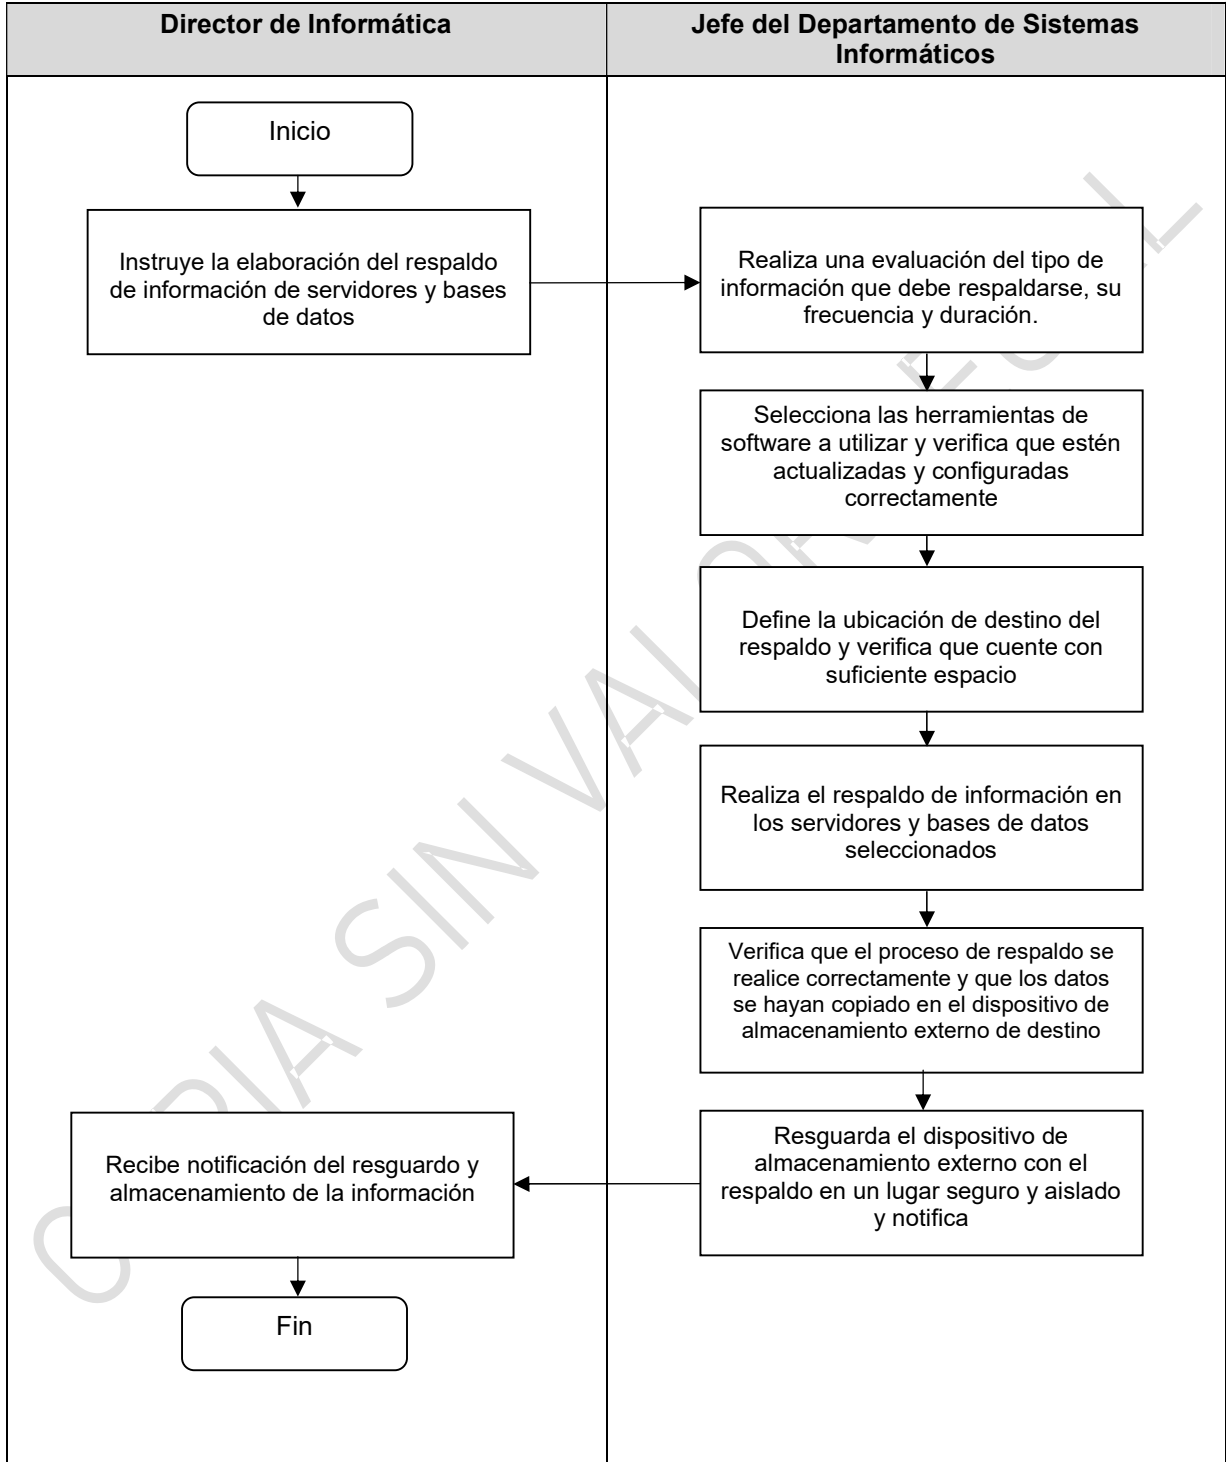 Director de Informática
Jefe del Departamento de Sistemas
Informáticos
Inicio
Instruye la elaboración del respaldo
de información de servidores y bases
de datos
Realiza una evaluación del tipo de
información que debe respaldarse, su
frecuencia y duración.
Selecciona las herramientas de
software a utilizar y verifica que estén
actualizadas y configuradas
correctamente
Define la ubicación de destino del
respaldo y verifica que cuente con
suficiente espacio
Realiza el respaldo de información en
los servidores y bases de datos
seleccionados
Verifica que el proceso de respaldo se
realice correctamente y que los datos
se hayan copiado en el dispositivo de
almacenamiento externo de destino
Resguarda el dispositivo de
almacenamiento externo con el
respaldo en un lugar seguro y aislado
y notifica
Recibe notificación del resguardo y
almacenamiento de la información
Fin
SIN